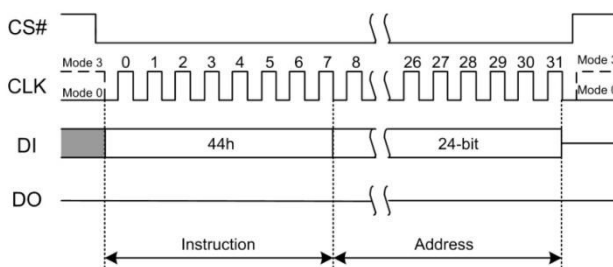 CS#
Mode 3 0 1 2 3 4 5 6 7 8 26 27 28 29 30 31 Mode 3
CLK Mode 0 Mode 0
DI 44h 24-bit
DO
Instruction Address